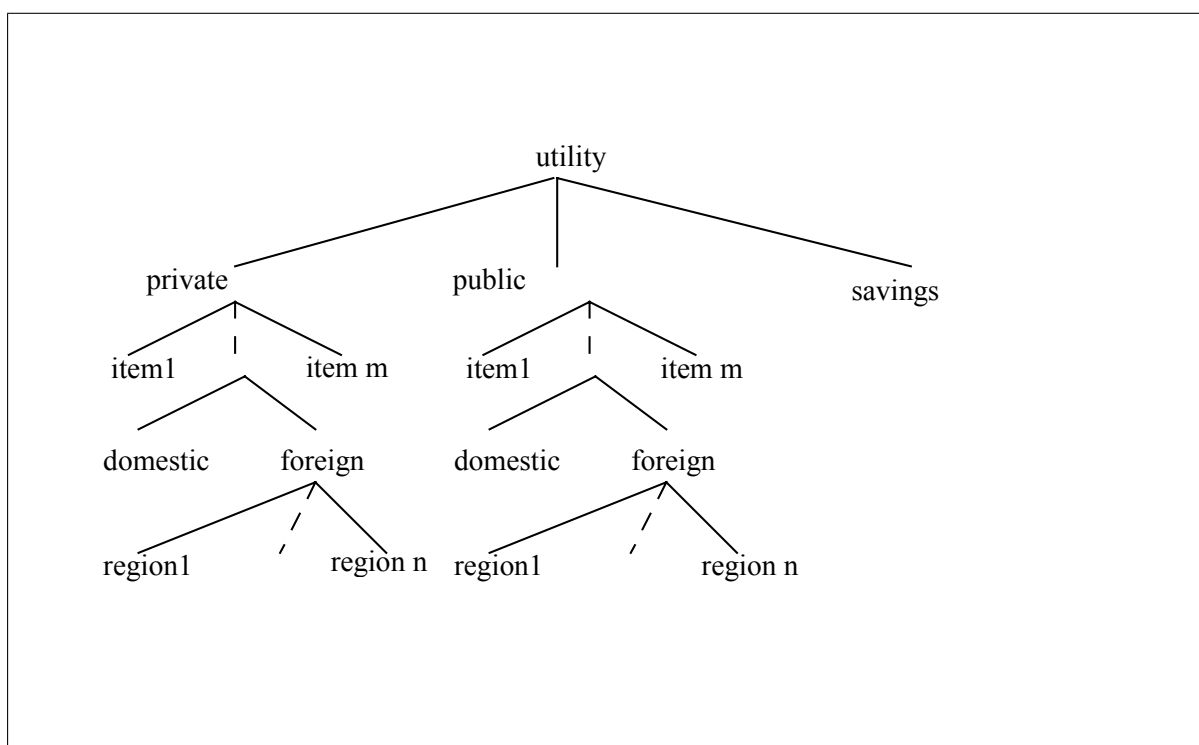 utility
private public savings
item1 item m item1 item m
domestic foreign domestic foreign
region1 region n region1 region n